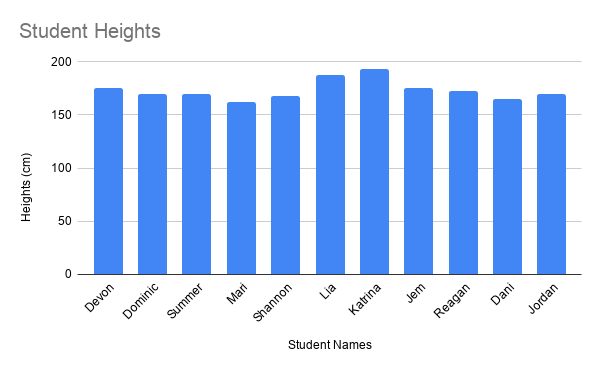 Student Heights
200
150
100
50
0
Heights (cm)
Devon
Dominic
Summer
Mari
Shannon
Lia
Katrina
Jem
Reagan
Dani
Jordan
Student Names